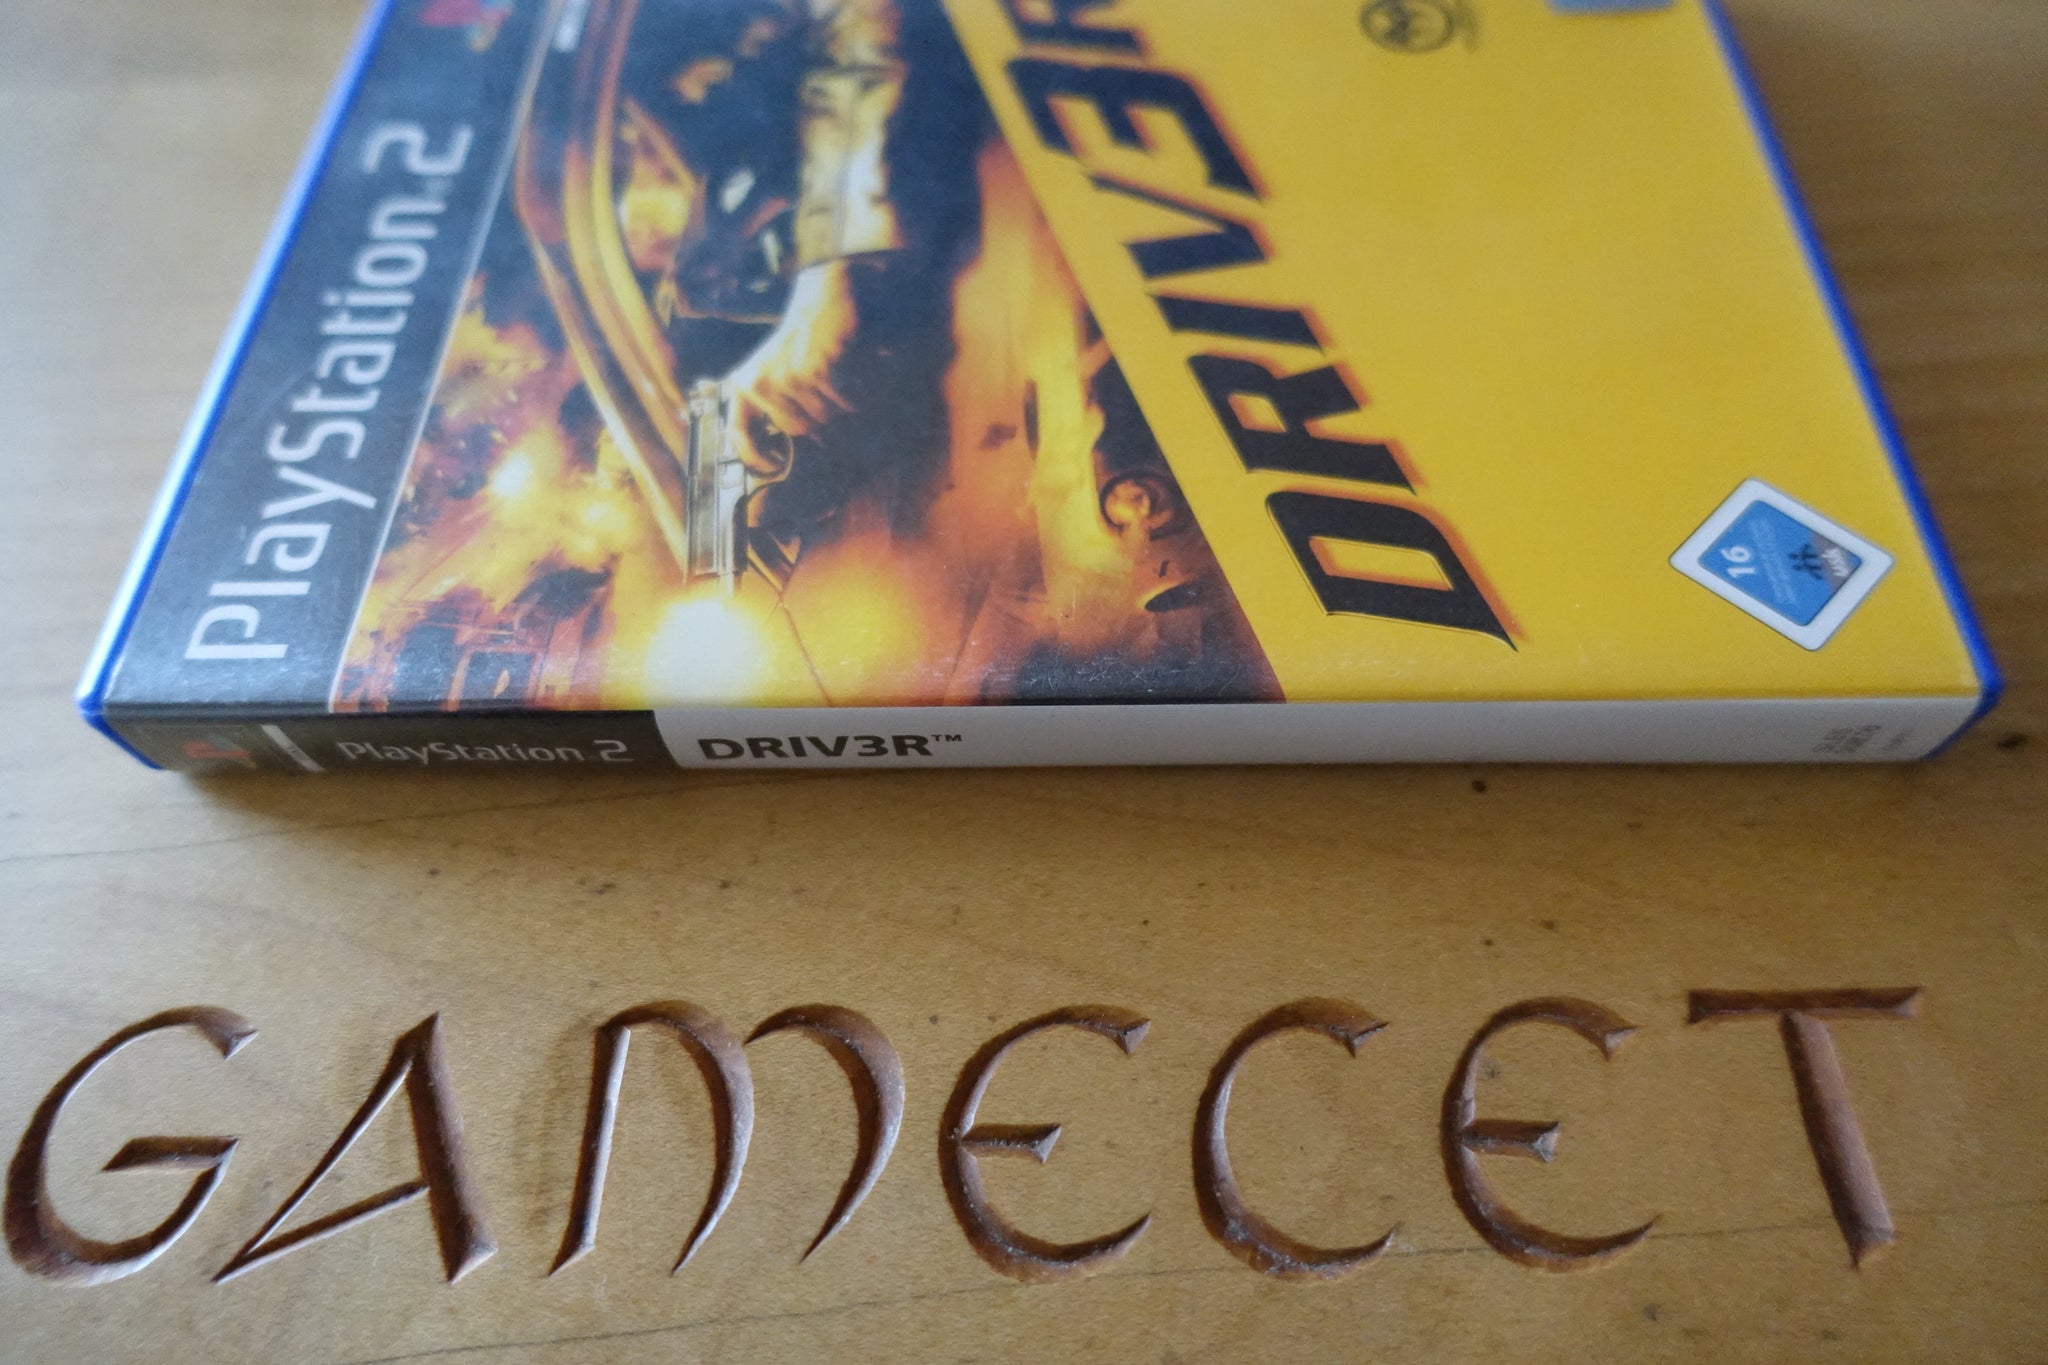 PlayStation.2
DRIV3R
16
PlayStation 2
DRIV3R™
GAMECET